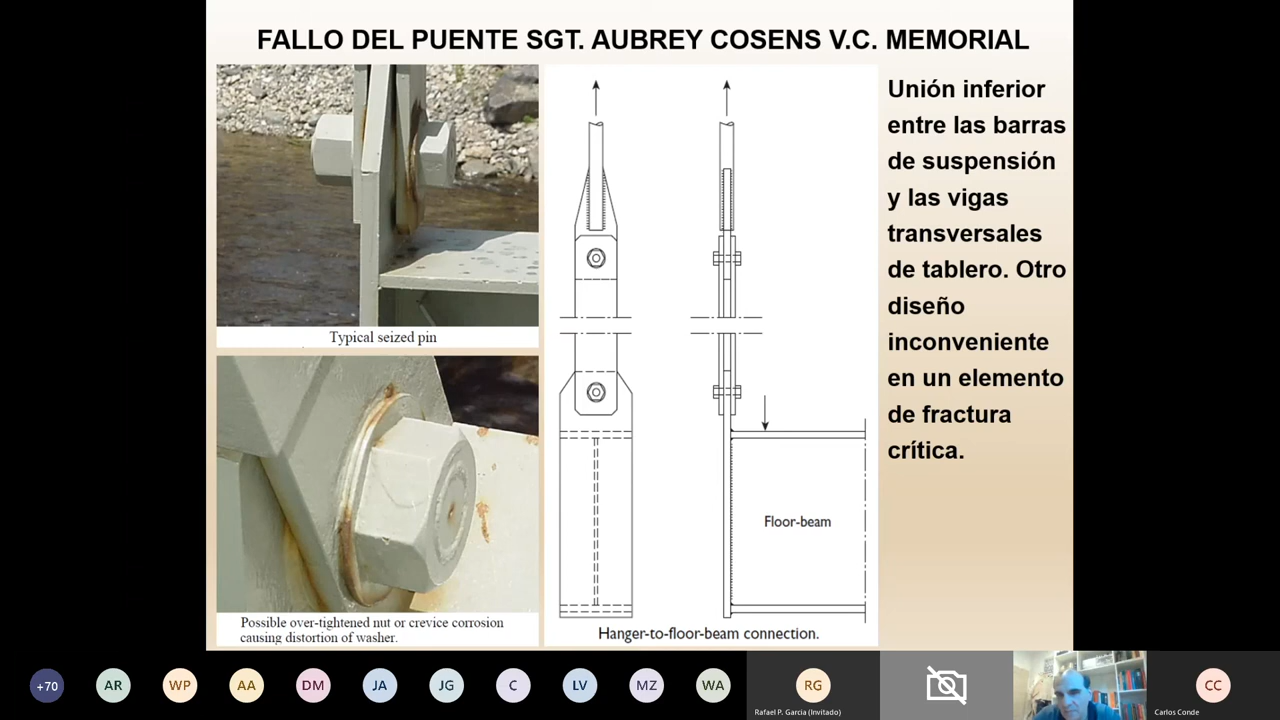 FALLO DEL PUENTE SGT. AUBREY COSENS V.C. MEMORIAL
Typical seized pin
Possible over-tightened nut or crevice corrosion
causing distortion of washer.
Floor-beam
Hanger-to-floor-beam connection.
Unión inferior
entre las barras
de suspensión
y las vigas
transversales
de tablero. Otro
diseño
inconveniente
en un elemento
de fractura
crítica.
+70
AR
WP
AA
DM
JA
JG
C
LV
MZ
WA
RG
Rafael P. Garcia (Invitado)
CC
Carlos Conde